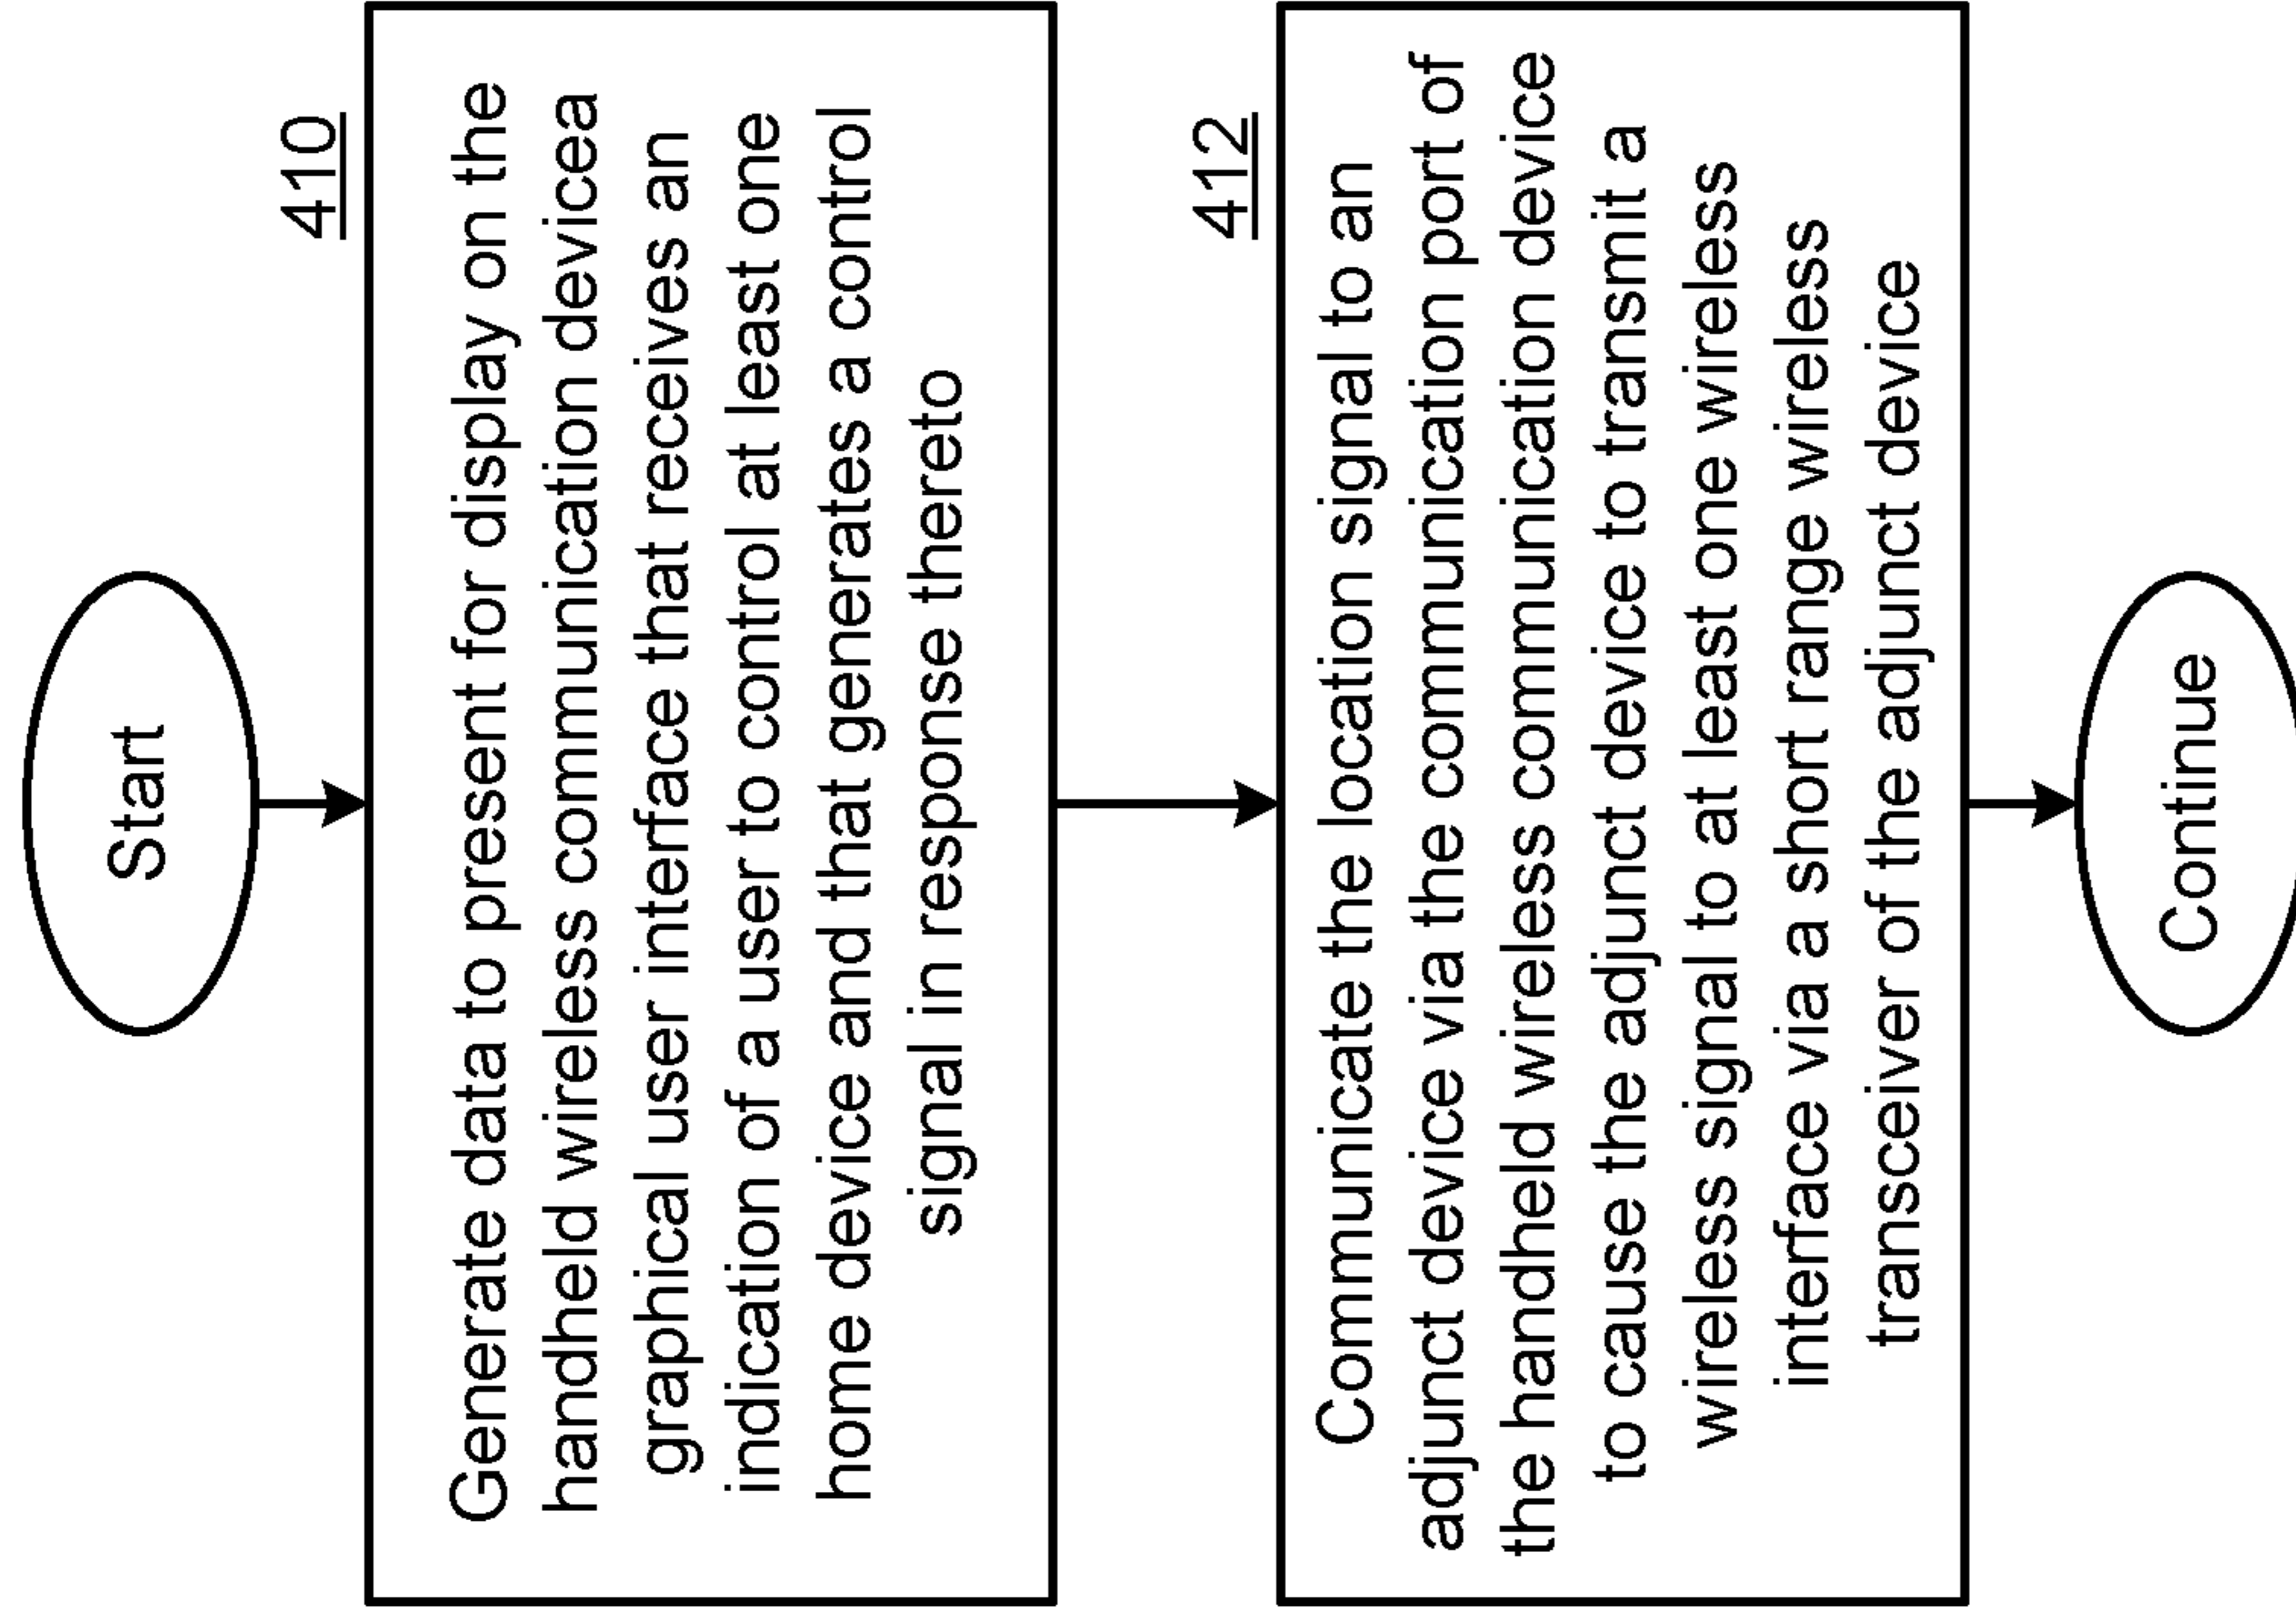 Start
410
Generate data to present for display on the
handheld wireless communication devicea
graphical user interface that receives an
indication of a user to control at least one
home device and that generates a control
signal in response thereto
412
Communicate the location signal to an
adjunct device via the communication port of
the handheld wireless communication device
to cause the adjunct device to transmit a
wireless signal to at least one wireless
interface via a short range wireless
transceiver of the adjunct device
Continue